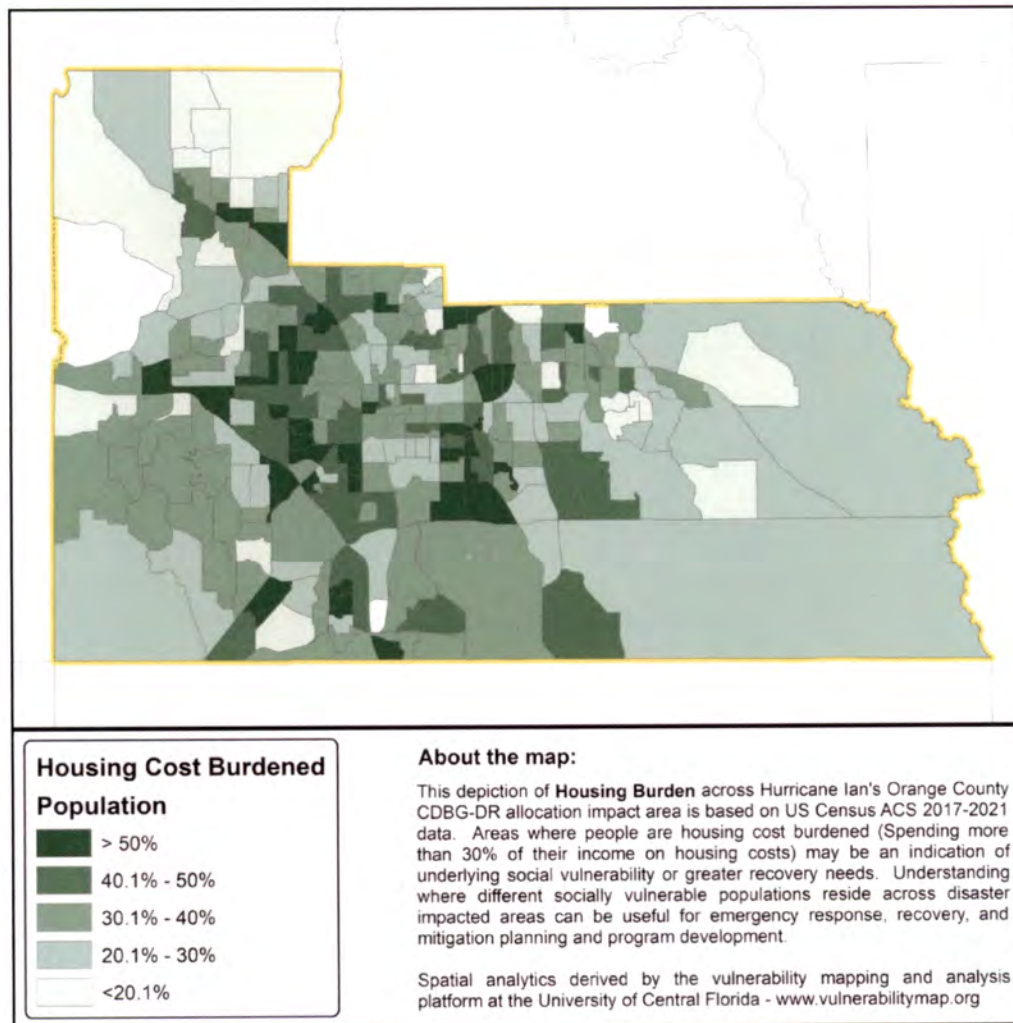 Housing Cost Burdened
Population
> 50%
40.1% - 50%
30.1% - 40%
20.1% - 30%
<20.1%
About the map:
This depiction of Housing Burden across Hurricane Ian's Orange County
CDBG-DR allocation impact area is based on US Census ACS 2017-2021
data. Areas where people are housing cost burdened (Spending more
than 30% of their income on housing costs) may be an indication of
underlying social vulnerability or greater recovery needs. Understanding
where different socially vulnerable populations reside across disaster
impacted areas can be useful for emergency response, recovery, and
mitigation planning and program development.
Spatial analytics derived by the vulnerability mapping and analysis
platform at the University of Central Florida - www.vulnerabilitymap.org